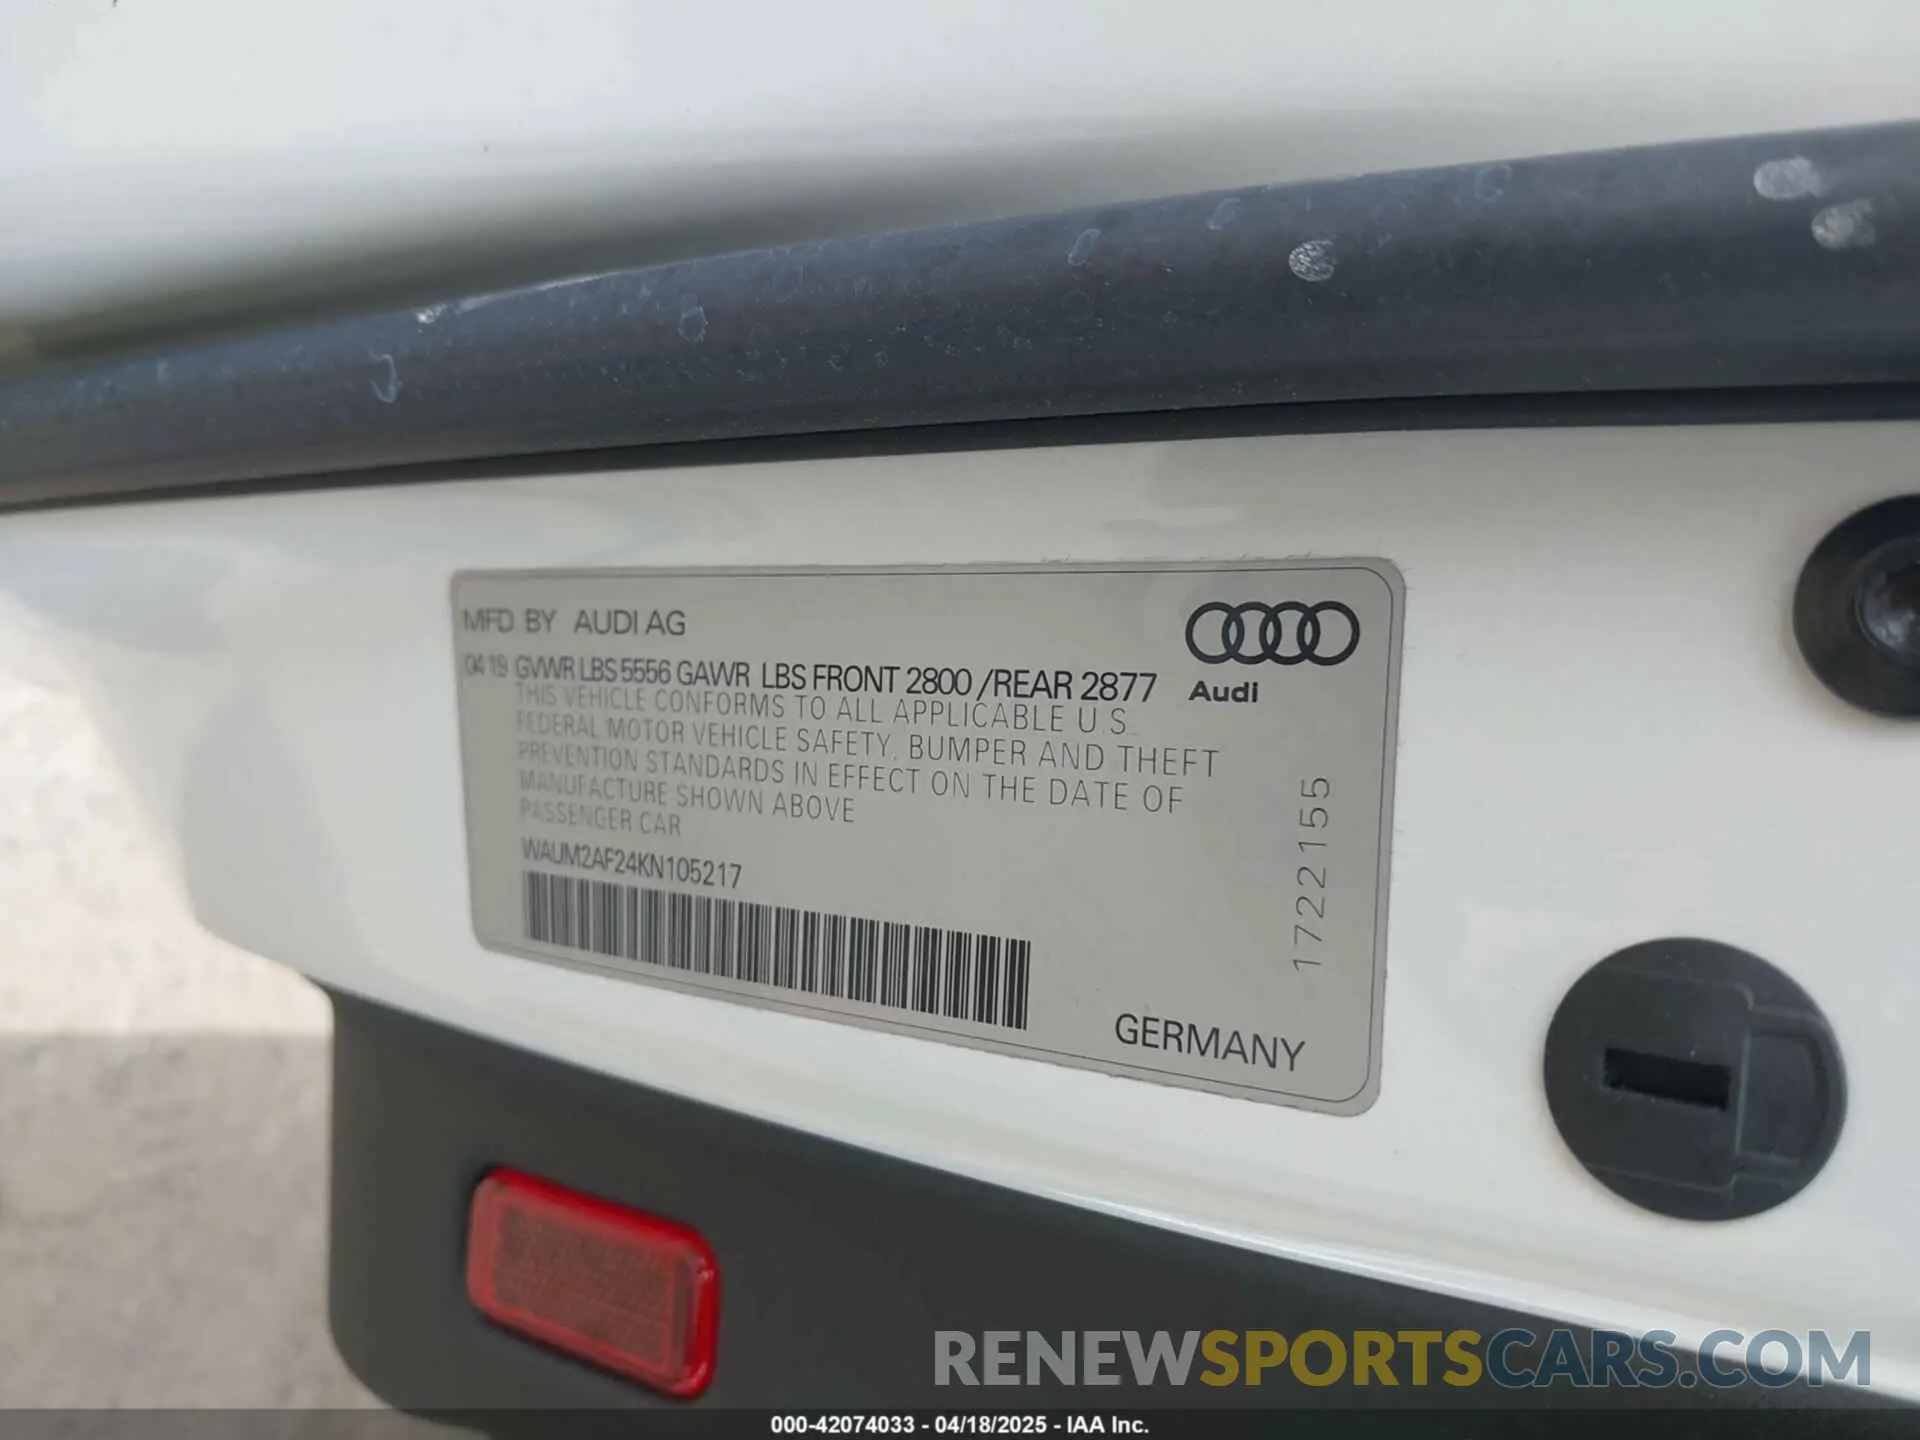 MFD BY AUDI AG
04 19 GVWR LBS 5556 GAWR LBS FRONT 2800 /REAR 2877
Audi
THIS VEHICLE CONFORMS TO ALL APPLICABLE U.S.
FEDERAL MOTOR VEHICLE SAFETY, BUMPER AND THEFT
PREVENTION STANDARDS IN EFFECT ON THE DATE OF
MANUFACTURE SHOWN ABOVE
PASSENGER CAR
WAUM2AF24KN105217
1722155
GERMANY
RENEWSPORTSCARS.COM
000-42074033 - 04/18/2025 - IAA Inc.